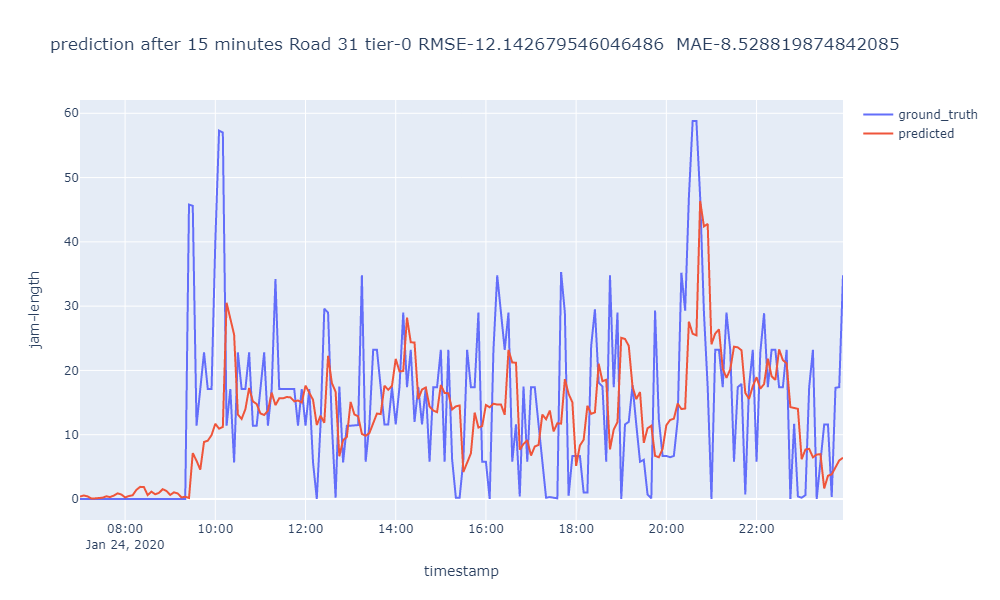 prediction after 15 minutes Road 31 tier-0 RMSE-12.142679546046486  MAE-8.528819874842085
ground_truth
predicted
60
50
40
30
20
10
0
jam-length
08:00 10:00 12:00 14:00 16:00 18:00 20:00 22:00
Jan 24, 2020
timestamp